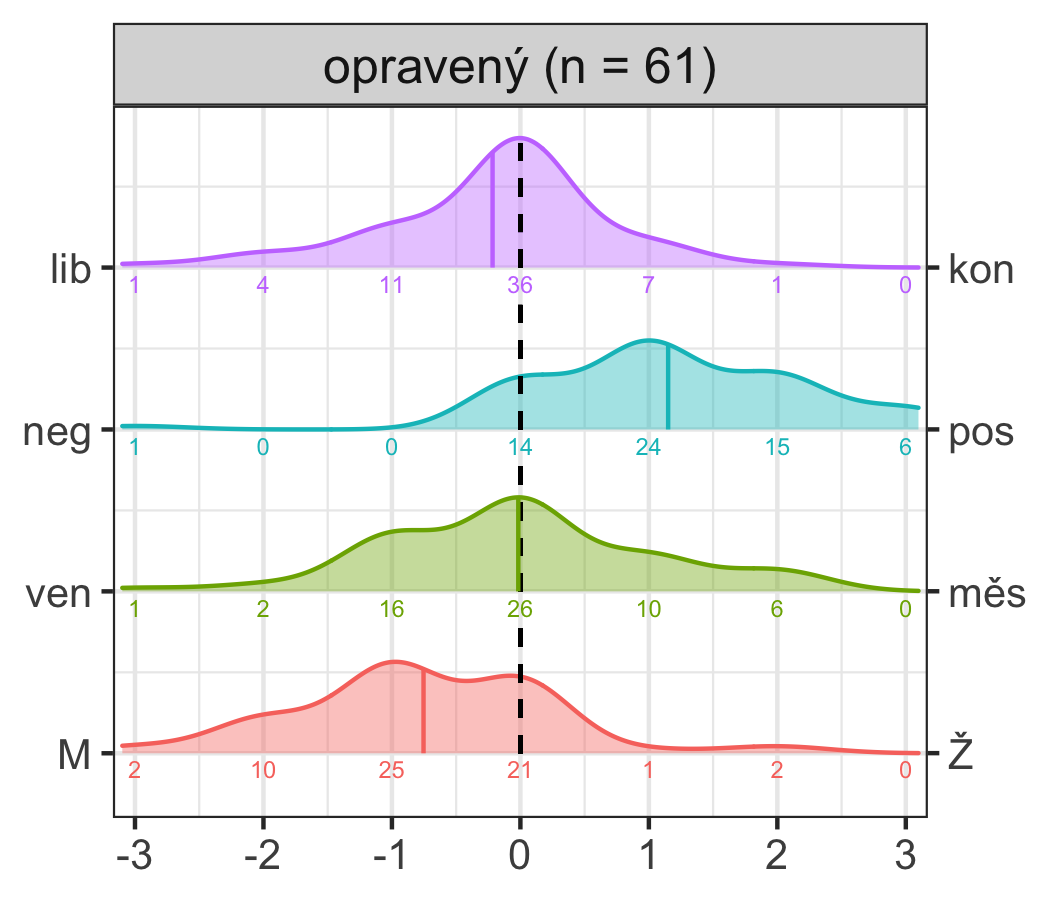 opravený (n = 61)
lib kon
1 4 11 36 7 1 0
neg pos
1 0 0 14 24 15 6
ven měs
1 2 16 26 10 6 0
M Ž
2 10 25 21 1 2 0
-3 -2 -1 0 1 2 3